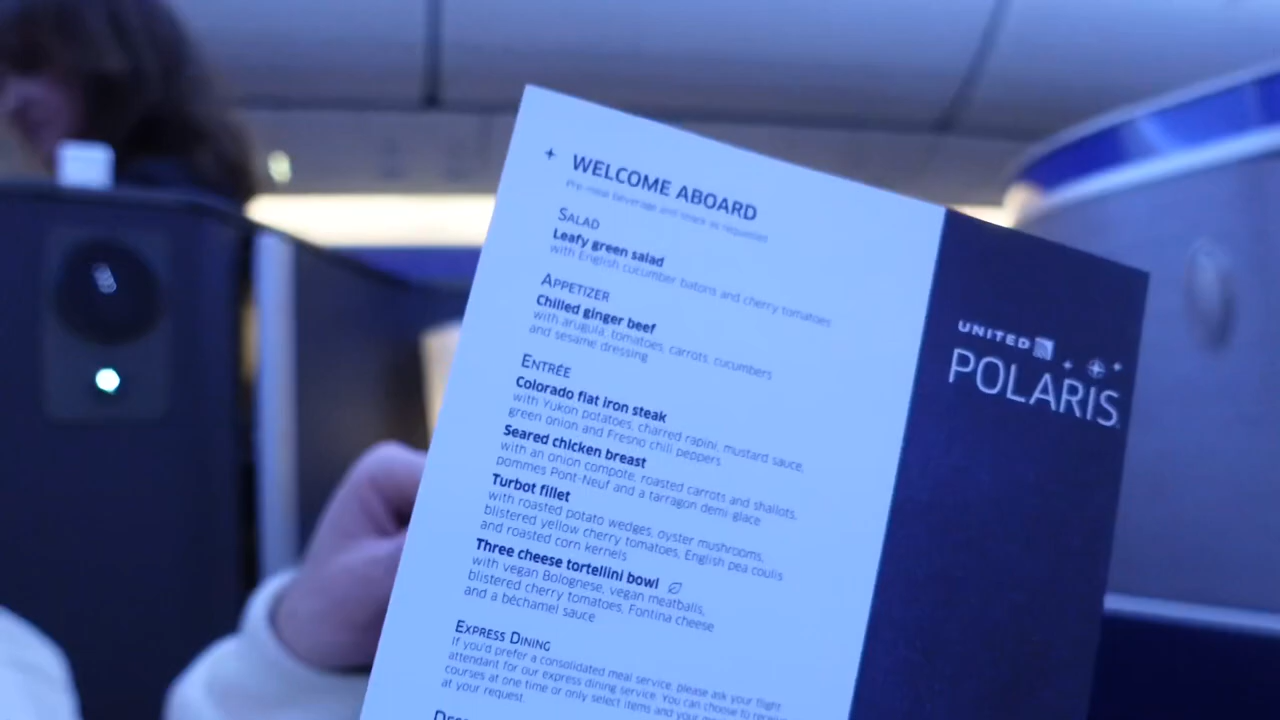 WELCOME ABOARD
Pre-meal beverage and snack as requested
SALAD
Leafy green salad
with English cucumber batons and cherry tomatoes
APPETIZER
Chilled ginger beef
with arugula, tomatoes, carrots, cucumbers
and sesame dressing
ENTRÉE
Colorado flat iron steak
with Yukon potatoes, charred rapini, mustard sauce,
green onion and Fresno chili peppers
Seared chicken breast
with an onion compote, roasted carrots and shallots,
pommes Pont-Neuf and a tarragon demi-glace
Turbot fillet
with roasted potato wedges, oyster mushrooms,
blistered yellow cherry tomatoes, English pea coulis
and roasted corn kernels
Three cheese tortellini bowl
with vegan Bolognese, vegan meatballs,
blistered cherry tomatoes, Fontina cheese
and a béchamel sauce
EXPRESS DINING
If you'd prefer a consolidated meal service, please ask your flight
attendant for our express dining service. You can choose to receive
courses at one time or only select items and your
at your request.
UNITED
POLARIS